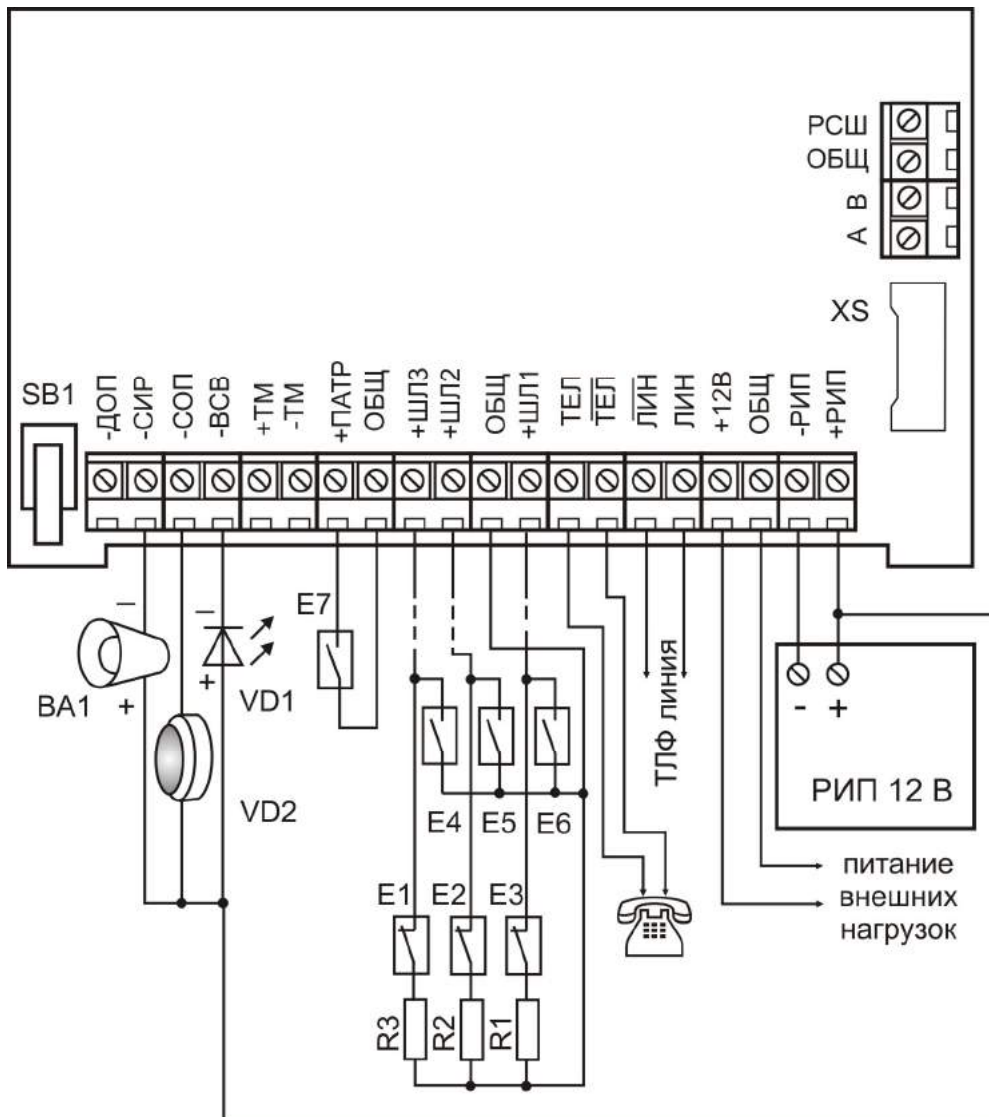 РСШ
ОБЩ
В
А
XS
SB1
-ДОП
-СИР
-СОП
-ВСВ
+ТМ
-ТМ
+ПАТР
ОБЩ
+ШЛ3
+ШЛ2
ОБЩ
+ШЛ1
ТЕЛ
ТЕЛ
ЛИН
ЛИН
+12В
ОБЩ
-РИП
+РИП
–
BA1
+
–
+
VD1
VD2
E7
E4
E5
E6
E1
E2
E3
R3
R2
R1
ТЛФ линия
- +
РИП 12 В
питание
внешних
нагрузок